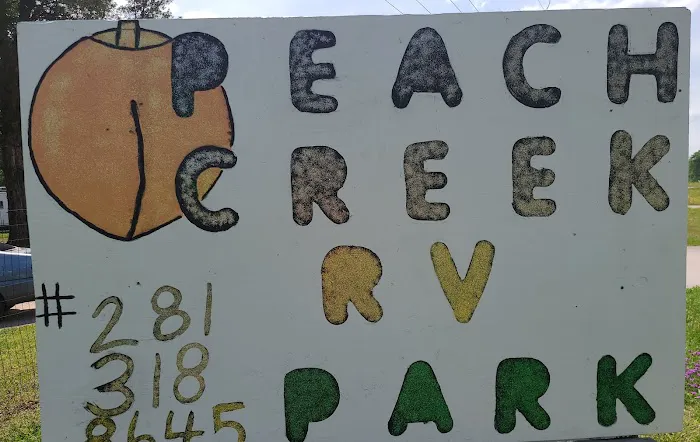 PEACH
CREEK
RV
PARK
# 281
318
8645